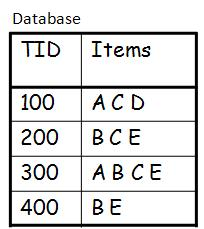 Database
TID Items
100 A C D
200 B C E
300 A B C E
400 B E